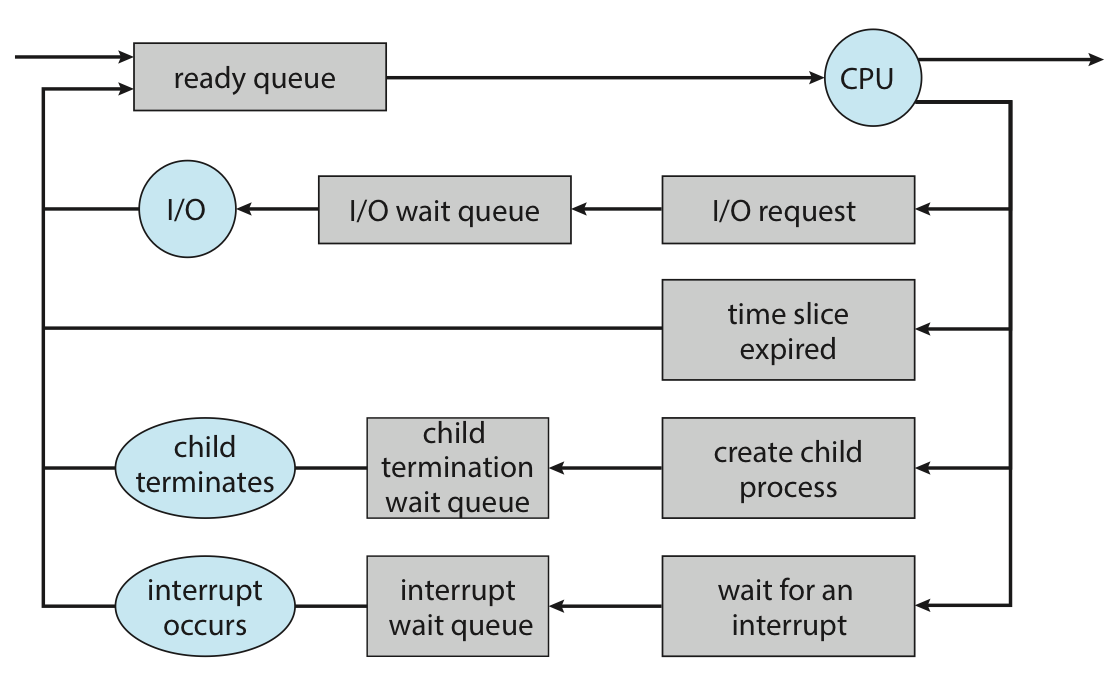 ready queue
CPU
I/O
I/O wait queue
I/O request
time slice
expired
child
terminates
child
termination
wait queue
create child
process
interrupt
occurs
interrupt
wait queue
wait for an
interrupt